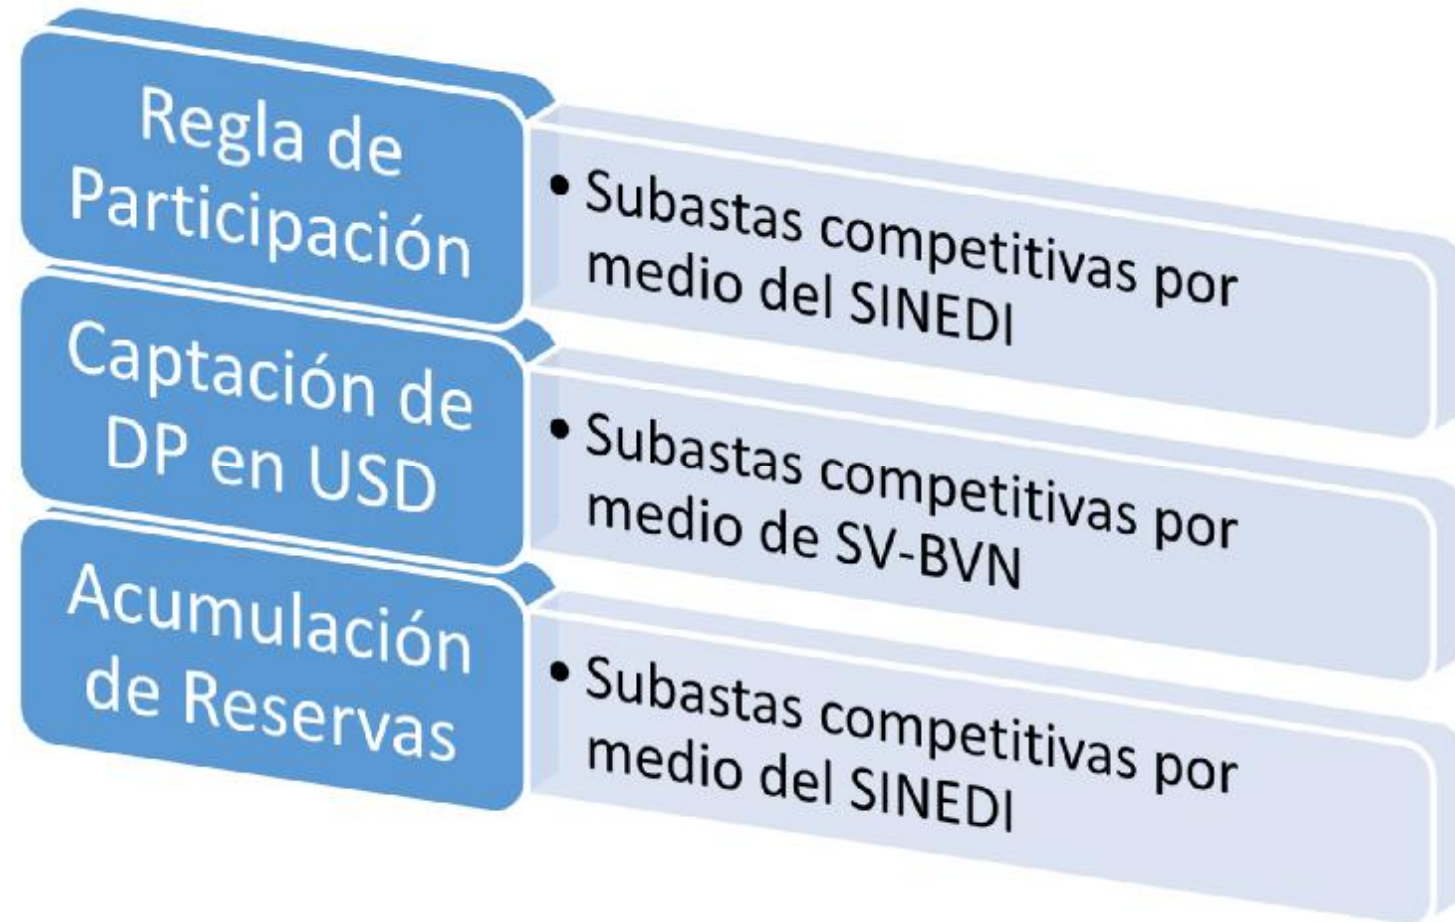 Regla de
Participación
• Subastas competitivas por
medio del SINEDI
Captación de
DP en USD
• Subastas competitivas por
medio de SV-BVN
Acumulación
de Reservas
• Subastas competitivas por
medio del SINEDI